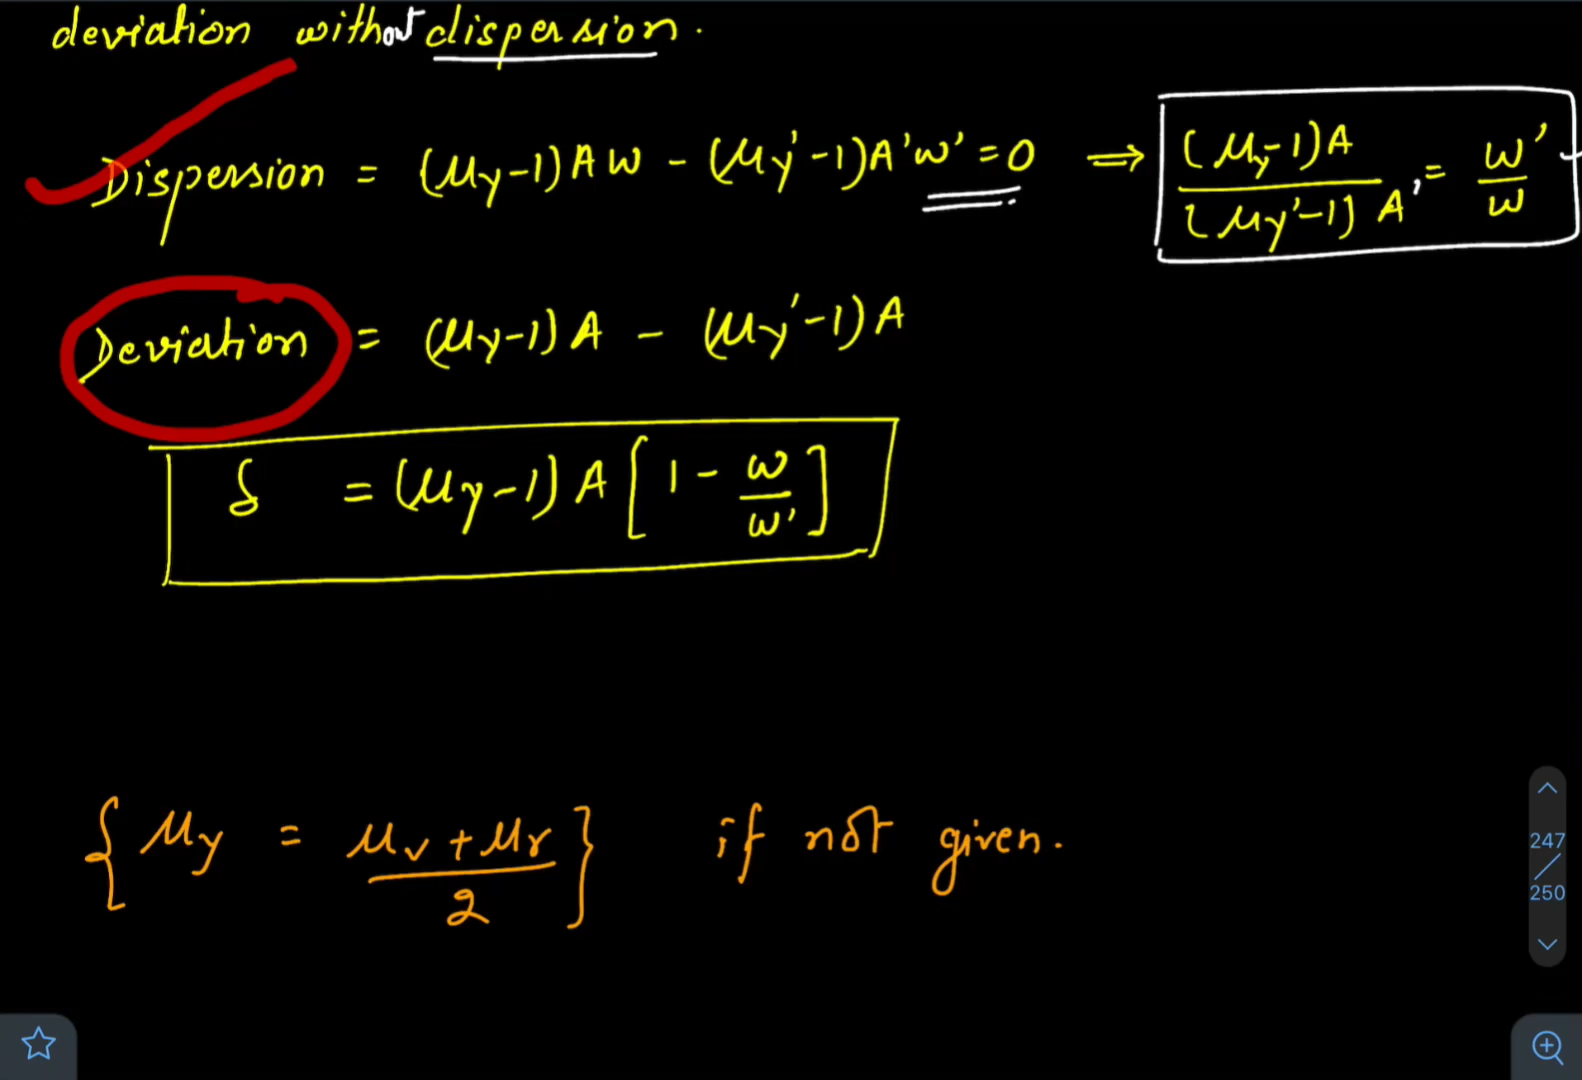 deviation without dispersion.
Dispersion = (μy-1)Aω - (μy'-1)A'ω' = 0 ⇒ (μy-1)A / (μy'-1)A' = ω'/ω
Deviation = (μy-1)A - (μy'-1)A
δ = (μy-1)A[1 - ω/ω']
{μy = (μv + μr)/2} if not given.
247
250